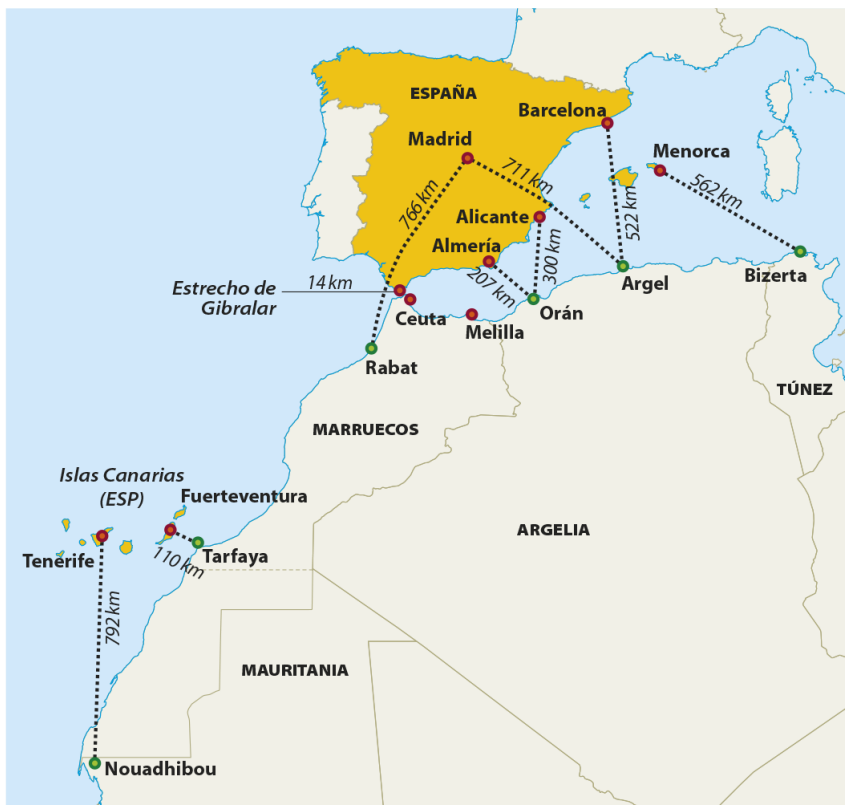 ESPAÑA
Barcelona
Madrid
Menorca
711 km
562 km
766 km
522 km
Alicante
Almería
300 km
207 km
Estrecho de
Gibralar
14 km
Argel
Bizerta
Ceuta
Orán
Melilla
Rabat
TÚNEZ
MARRUECOS
Islas Canarias
(ESP)
Fuerteventura
ARGELIA
Tenerife
110 km
Tarfaya
792 km
MAURITANIA
Nouadhibou